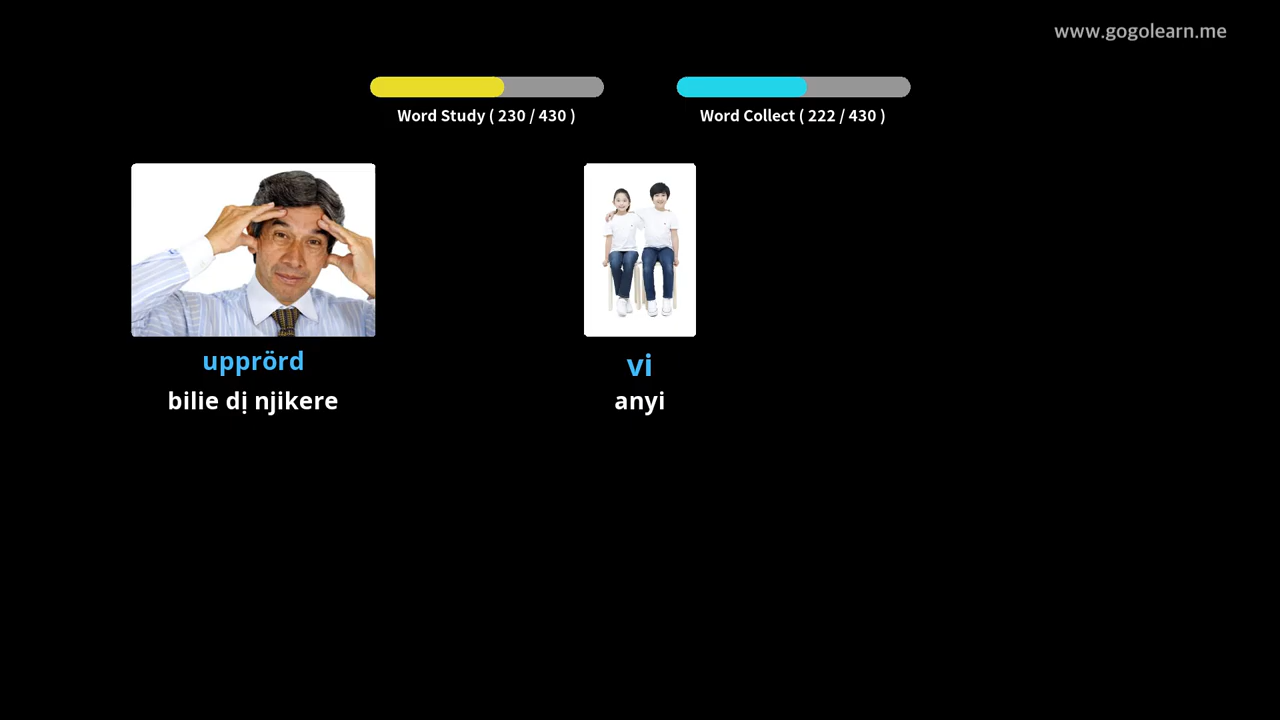 www.gogolearn.me
Word Study ( 230 / 430 )
Word Collect ( 222 / 430 )
upprörd
bilie dị njikere
vi
anyi